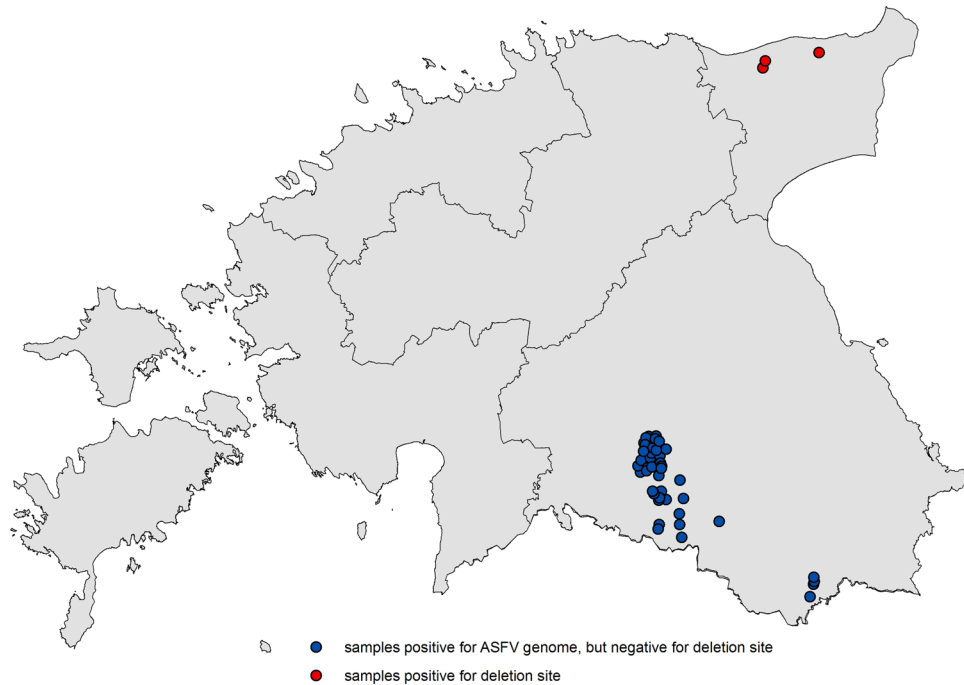 samples positive for ASFV genome, but negative for deletion site
samples positive for deletion site